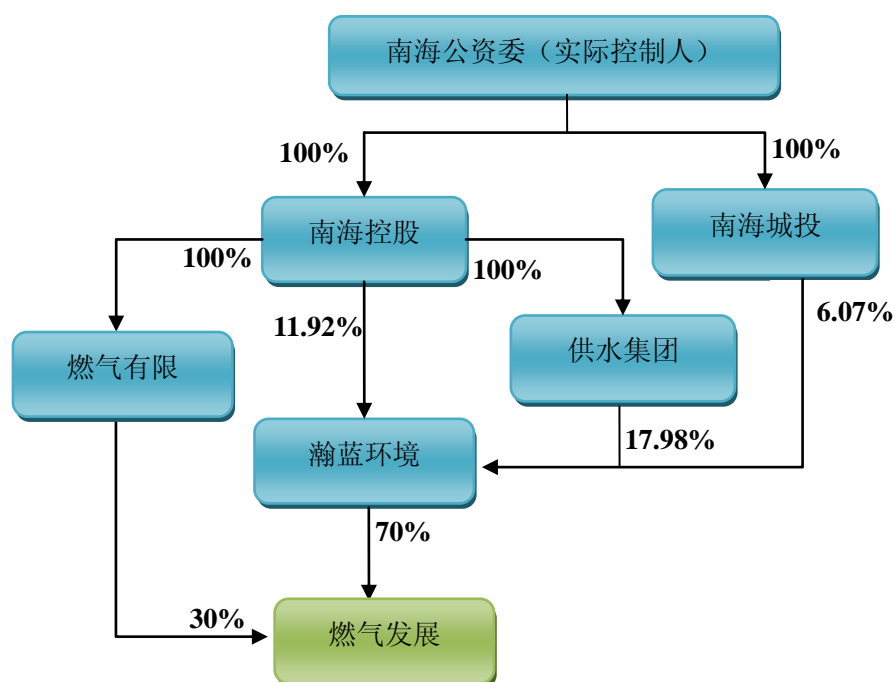 南海公资委（实际控制人）
100%
100%
南海控股
南海城投
100%
100%
11.92%
6.07%
燃气有限
供水集团
17.98%
瀚蓝环境
70%
30%
燃气发展